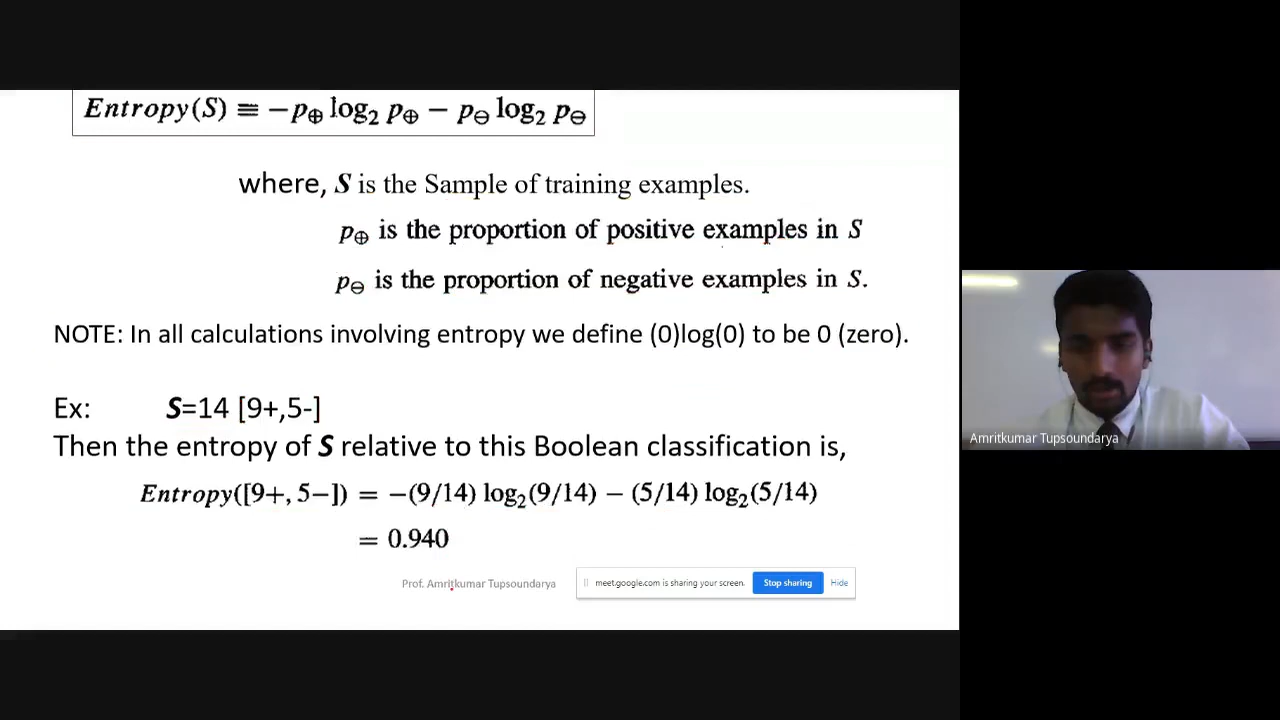 Entropy(S) ≡ −p⊕ log₂ p⊕ − p⊖ log₂ p⊖
where, S is the Sample of training examples.
p⊕ is the proportion of positive examples in S
p⊖ is the proportion of negative examples in S.
NOTE: In all calculations involving entropy we define (0)log(0) to be 0 (zero).
Ex: S=14 [9+,5-]
Then the entropy of S relative to this Boolean classification is,
Entropy([9+, 5−]) = −(9/14) log₂(9/14) − (5/14) log₂(5/14)
= 0.940
Prof. Amritkumar Tupsoundarya
meet.google.com is sharing your screen.
Stop sharing
Hide
Amritkumar Tupsoundarya